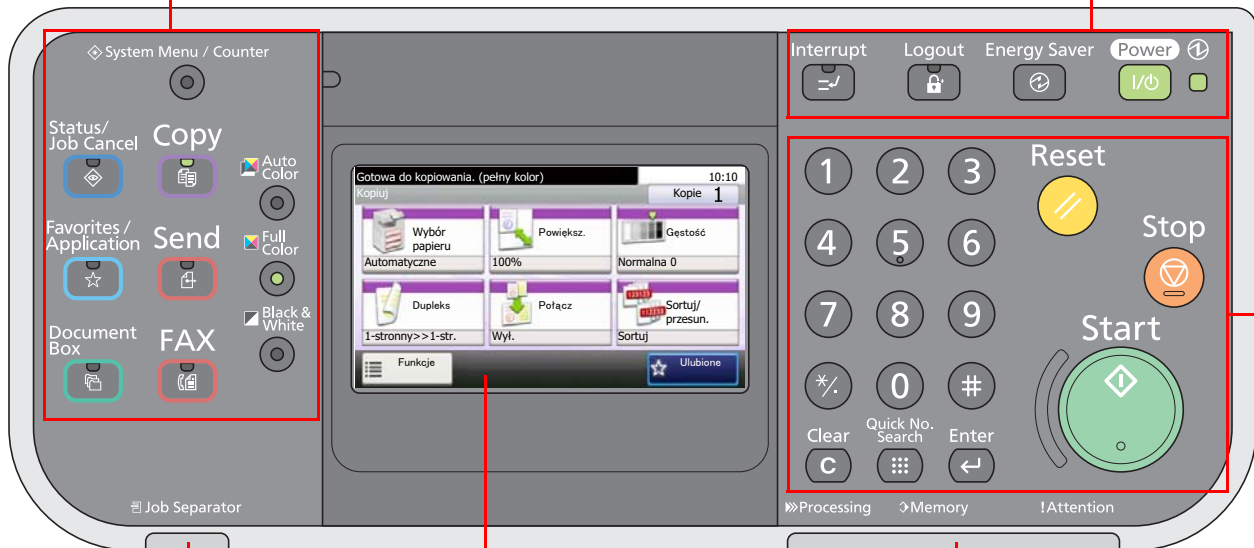 System Menu / Counter
Status/
Job Cancel
Copy
Auto
Color
Favorites /
Application
Send
Full
Color
Document
Box
FAX
Black &
White
Job Separator
Gotowa do kopiowania. (pełny kolor)
10:10
Kopiuj
Kopie
1
Wybór
papieru
Automatyczne
Powiększ.
100%
Gęstość
Normalna 0
Dupleks
1-stronny>>1-str.
Połącz
Wył.
123123
112233
Sortuj/
przesun.
Sortuj
Funkcje
Ulubione
Interrupt
Logout
Energy Saver
Power
1
2
3
Reset
4
5
6
Stop
7
8
9
Start
*/.
0
#
Clear
Quick No.
Search
Enter
C
Processing
Memory
!Attention